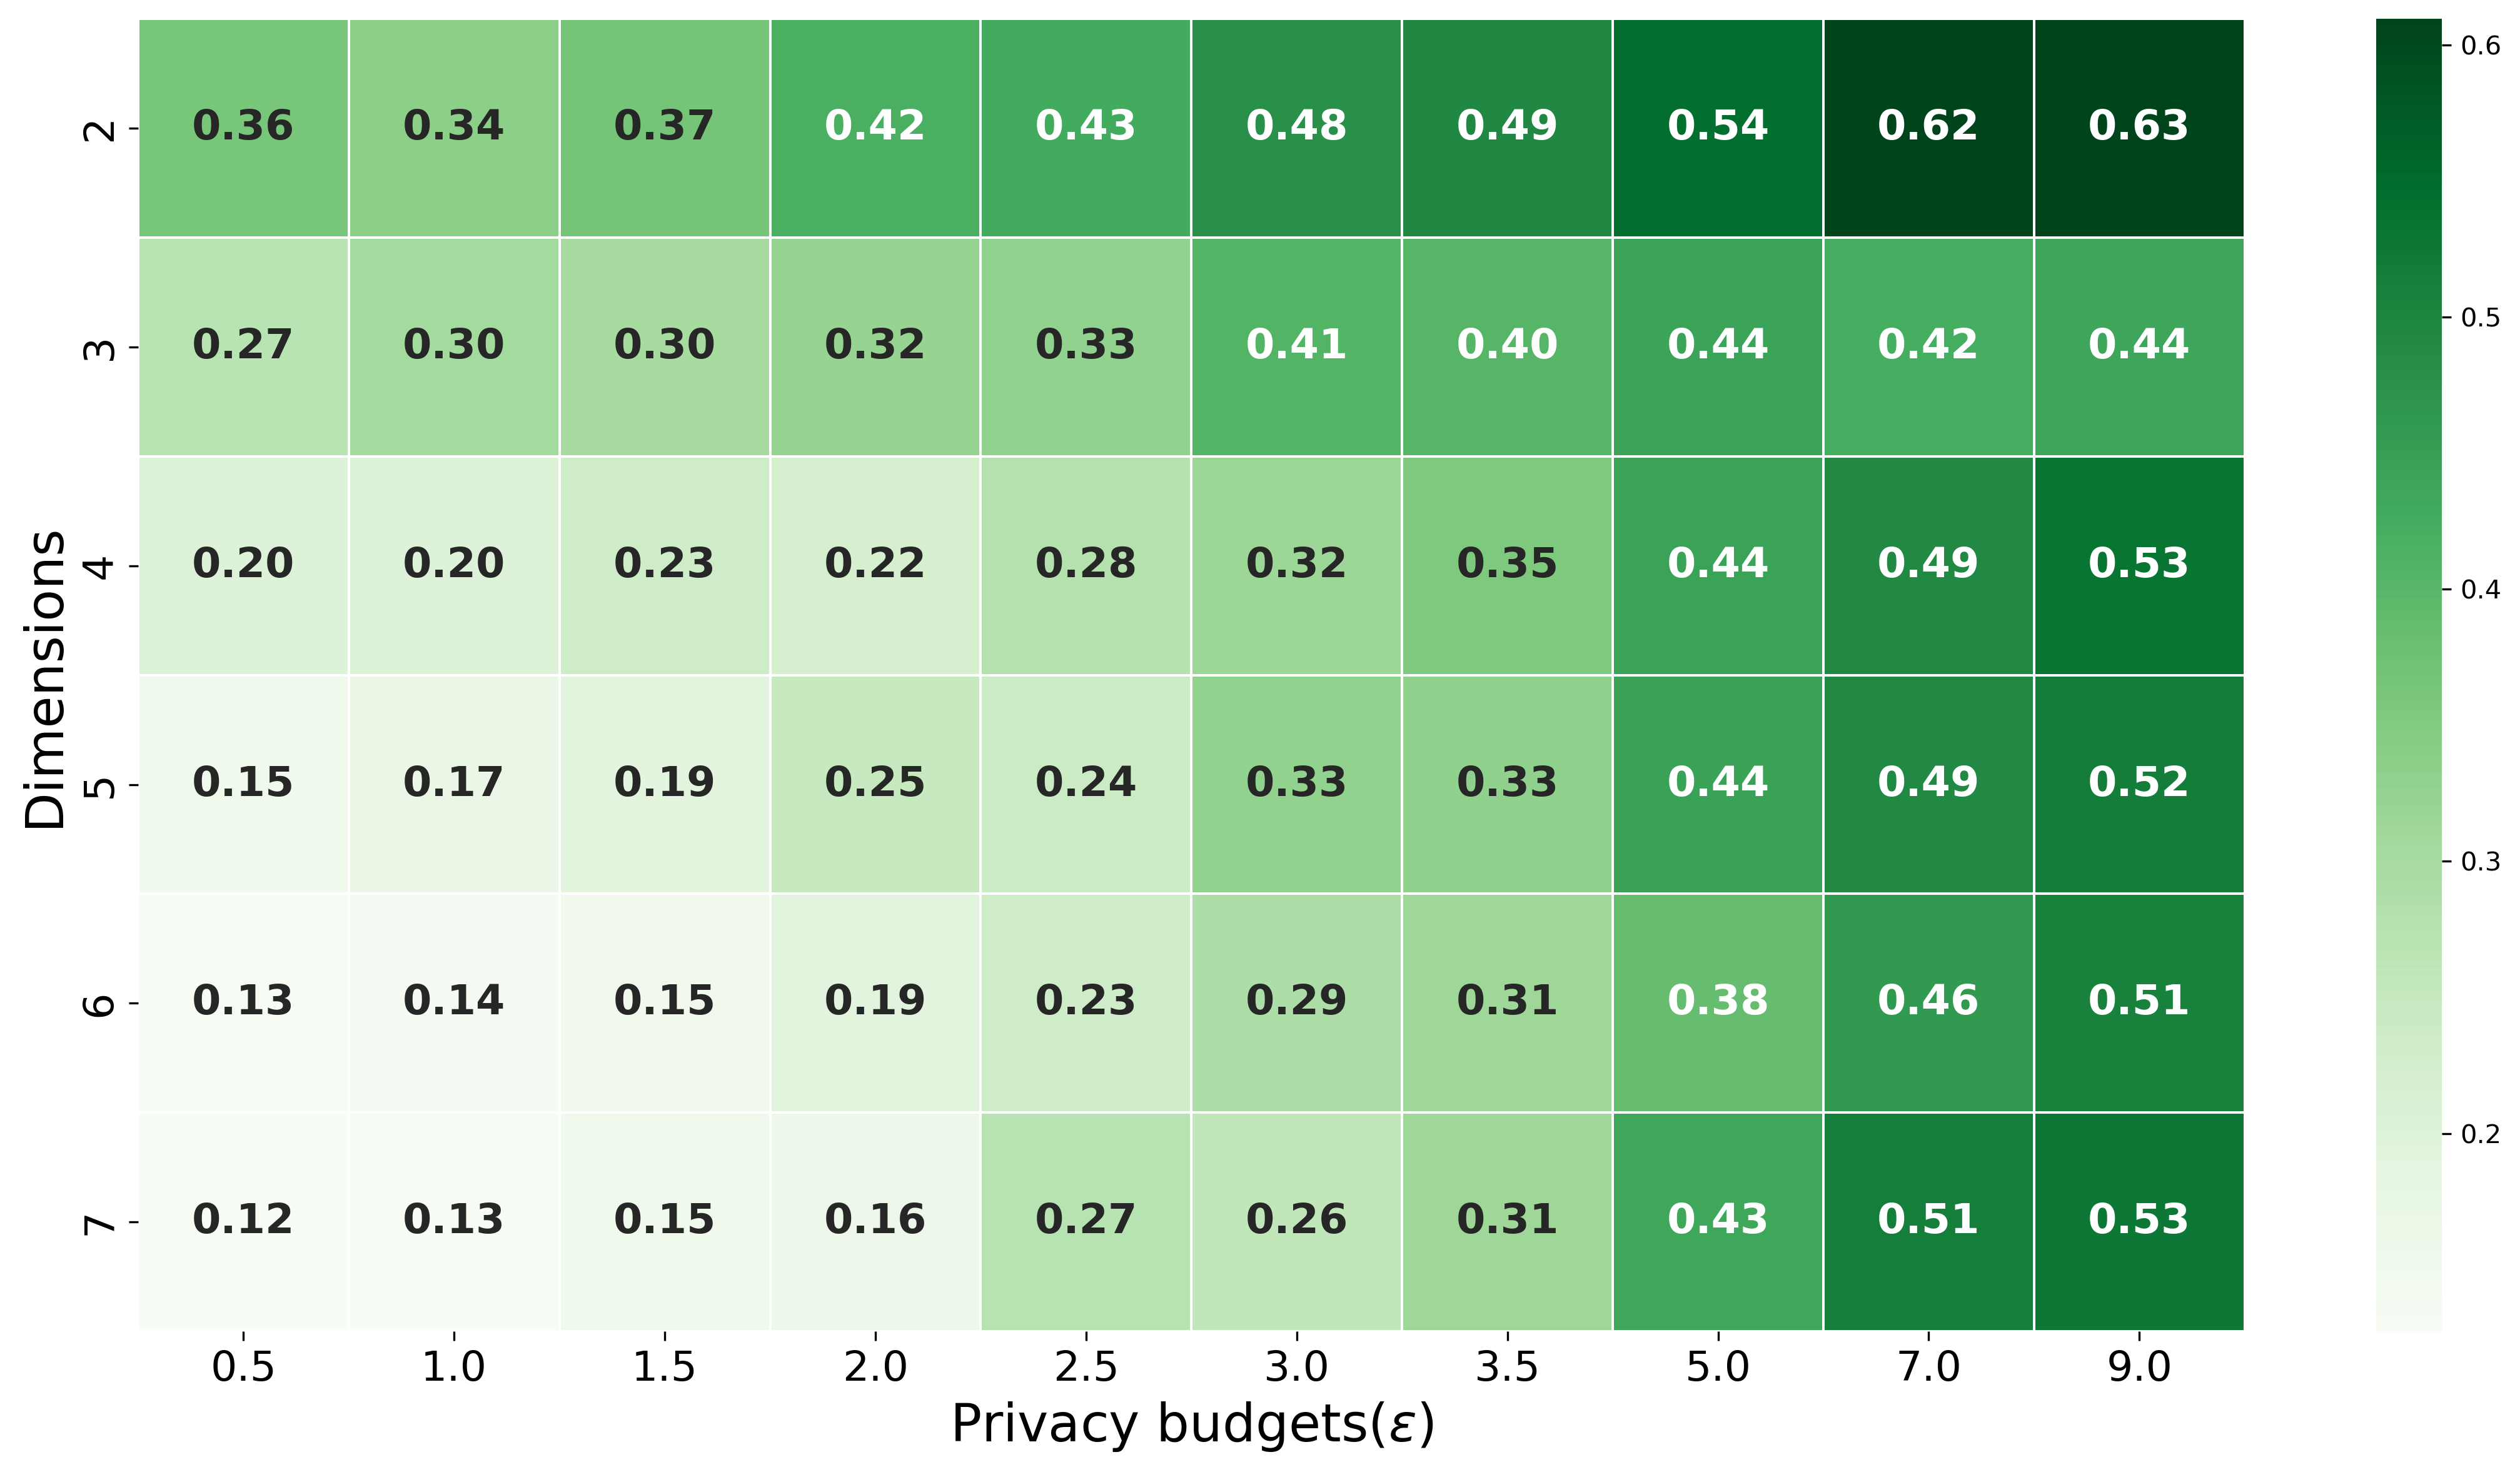 2 0.36 0.34 0.37 0.42 0.43 0.48 0.49 0.54 0.62 0.63
3 0.27 0.30 0.30 0.32 0.33 0.41 0.40 0.44 0.42 0.44
4 0.20 0.20 0.23 0.22 0.28 0.32 0.35 0.44 0.49 0.53
5 0.15 0.17 0.19 0.25 0.24 0.33 0.33 0.44 0.49 0.52
6 0.13 0.14 0.15 0.19 0.23 0.29 0.31 0.38 0.46 0.51
7 0.12 0.13 0.15 0.16 0.27 0.26 0.31 0.43 0.51 0.53
0.5 1.0 1.5 2.0 2.5 3.0 3.5 5.0 7.0 9.0
Privacy budgets(ε)
Dimensions
0.6
0.5
0.4
0.3
0.2